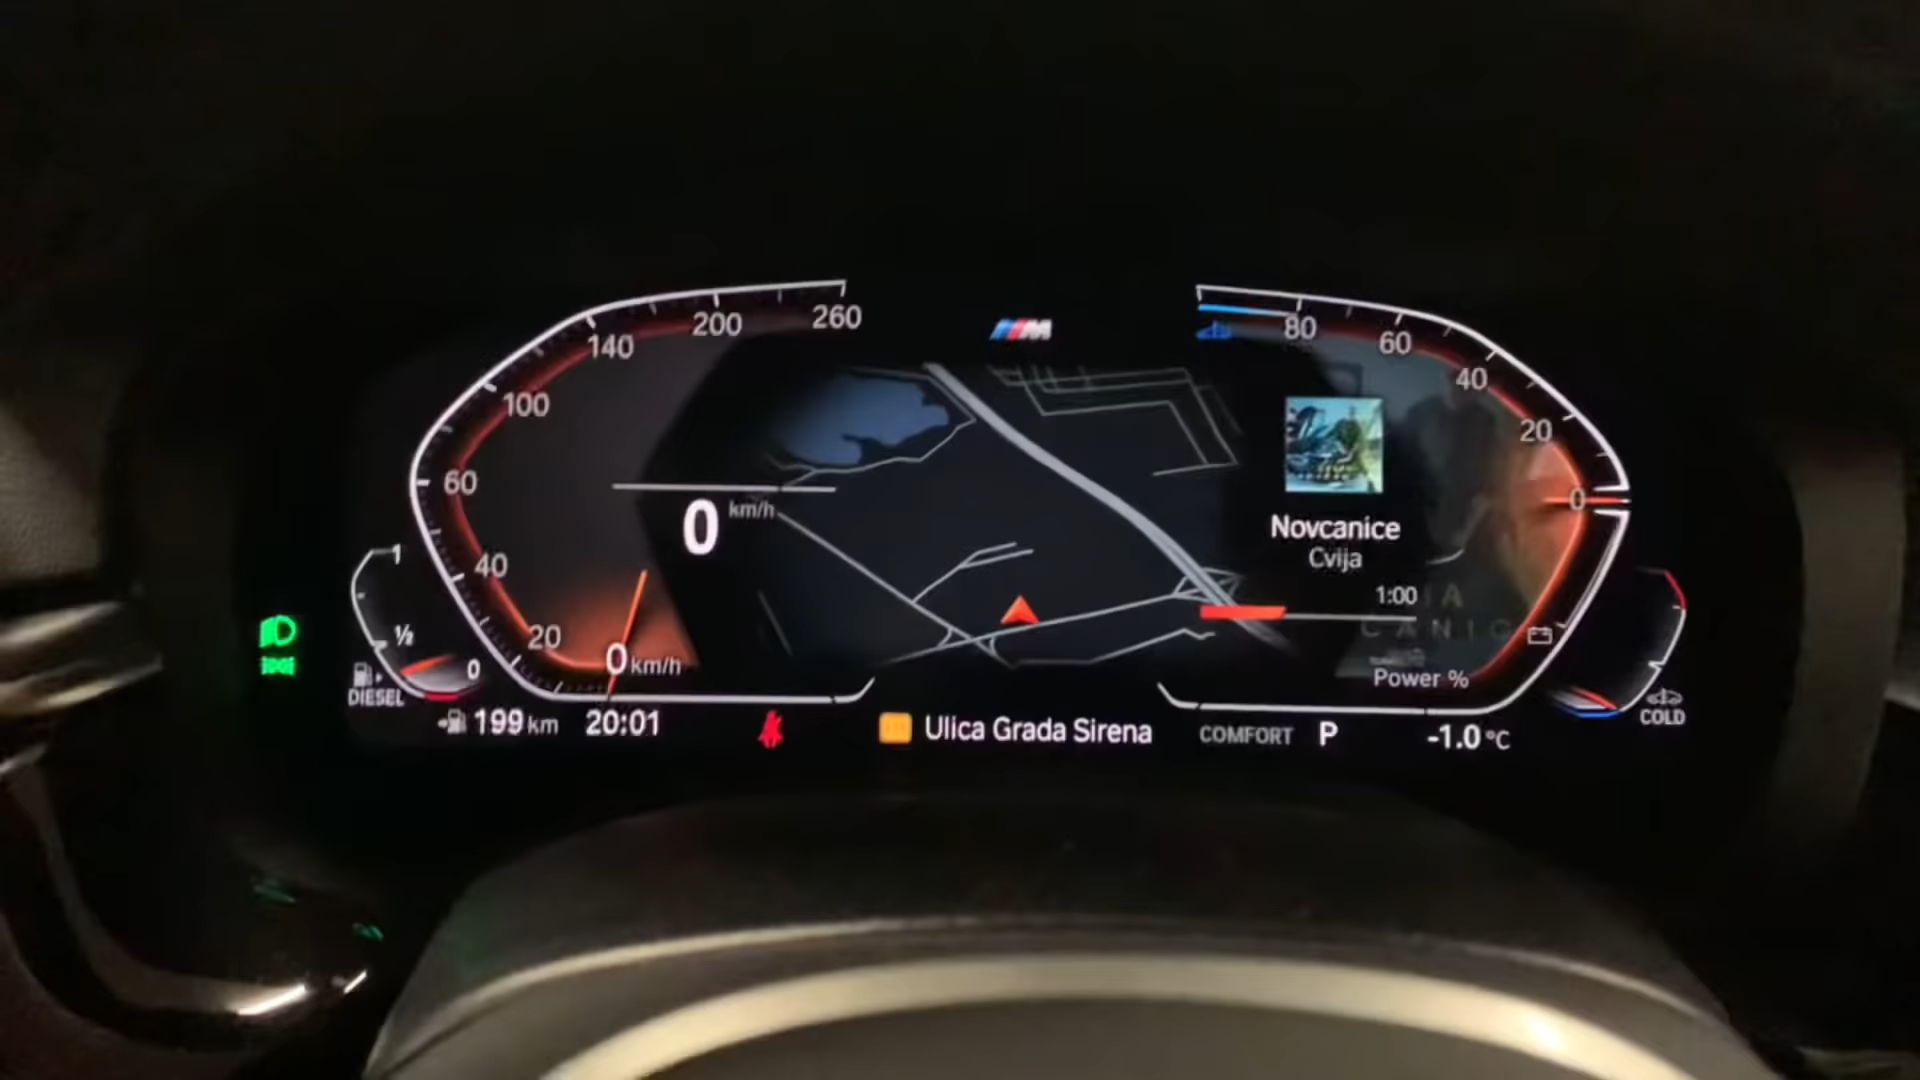 260
200
140
100
60
40
20
0 km/h
0 km/h
1
½
0
DIESEL
199 km
20:01
M
80
60
40
20
0
Novcanice
Cvija
1:00
Power %
COLD
Ulica Grada Sirena
COMFORT
P
-1.0 °C